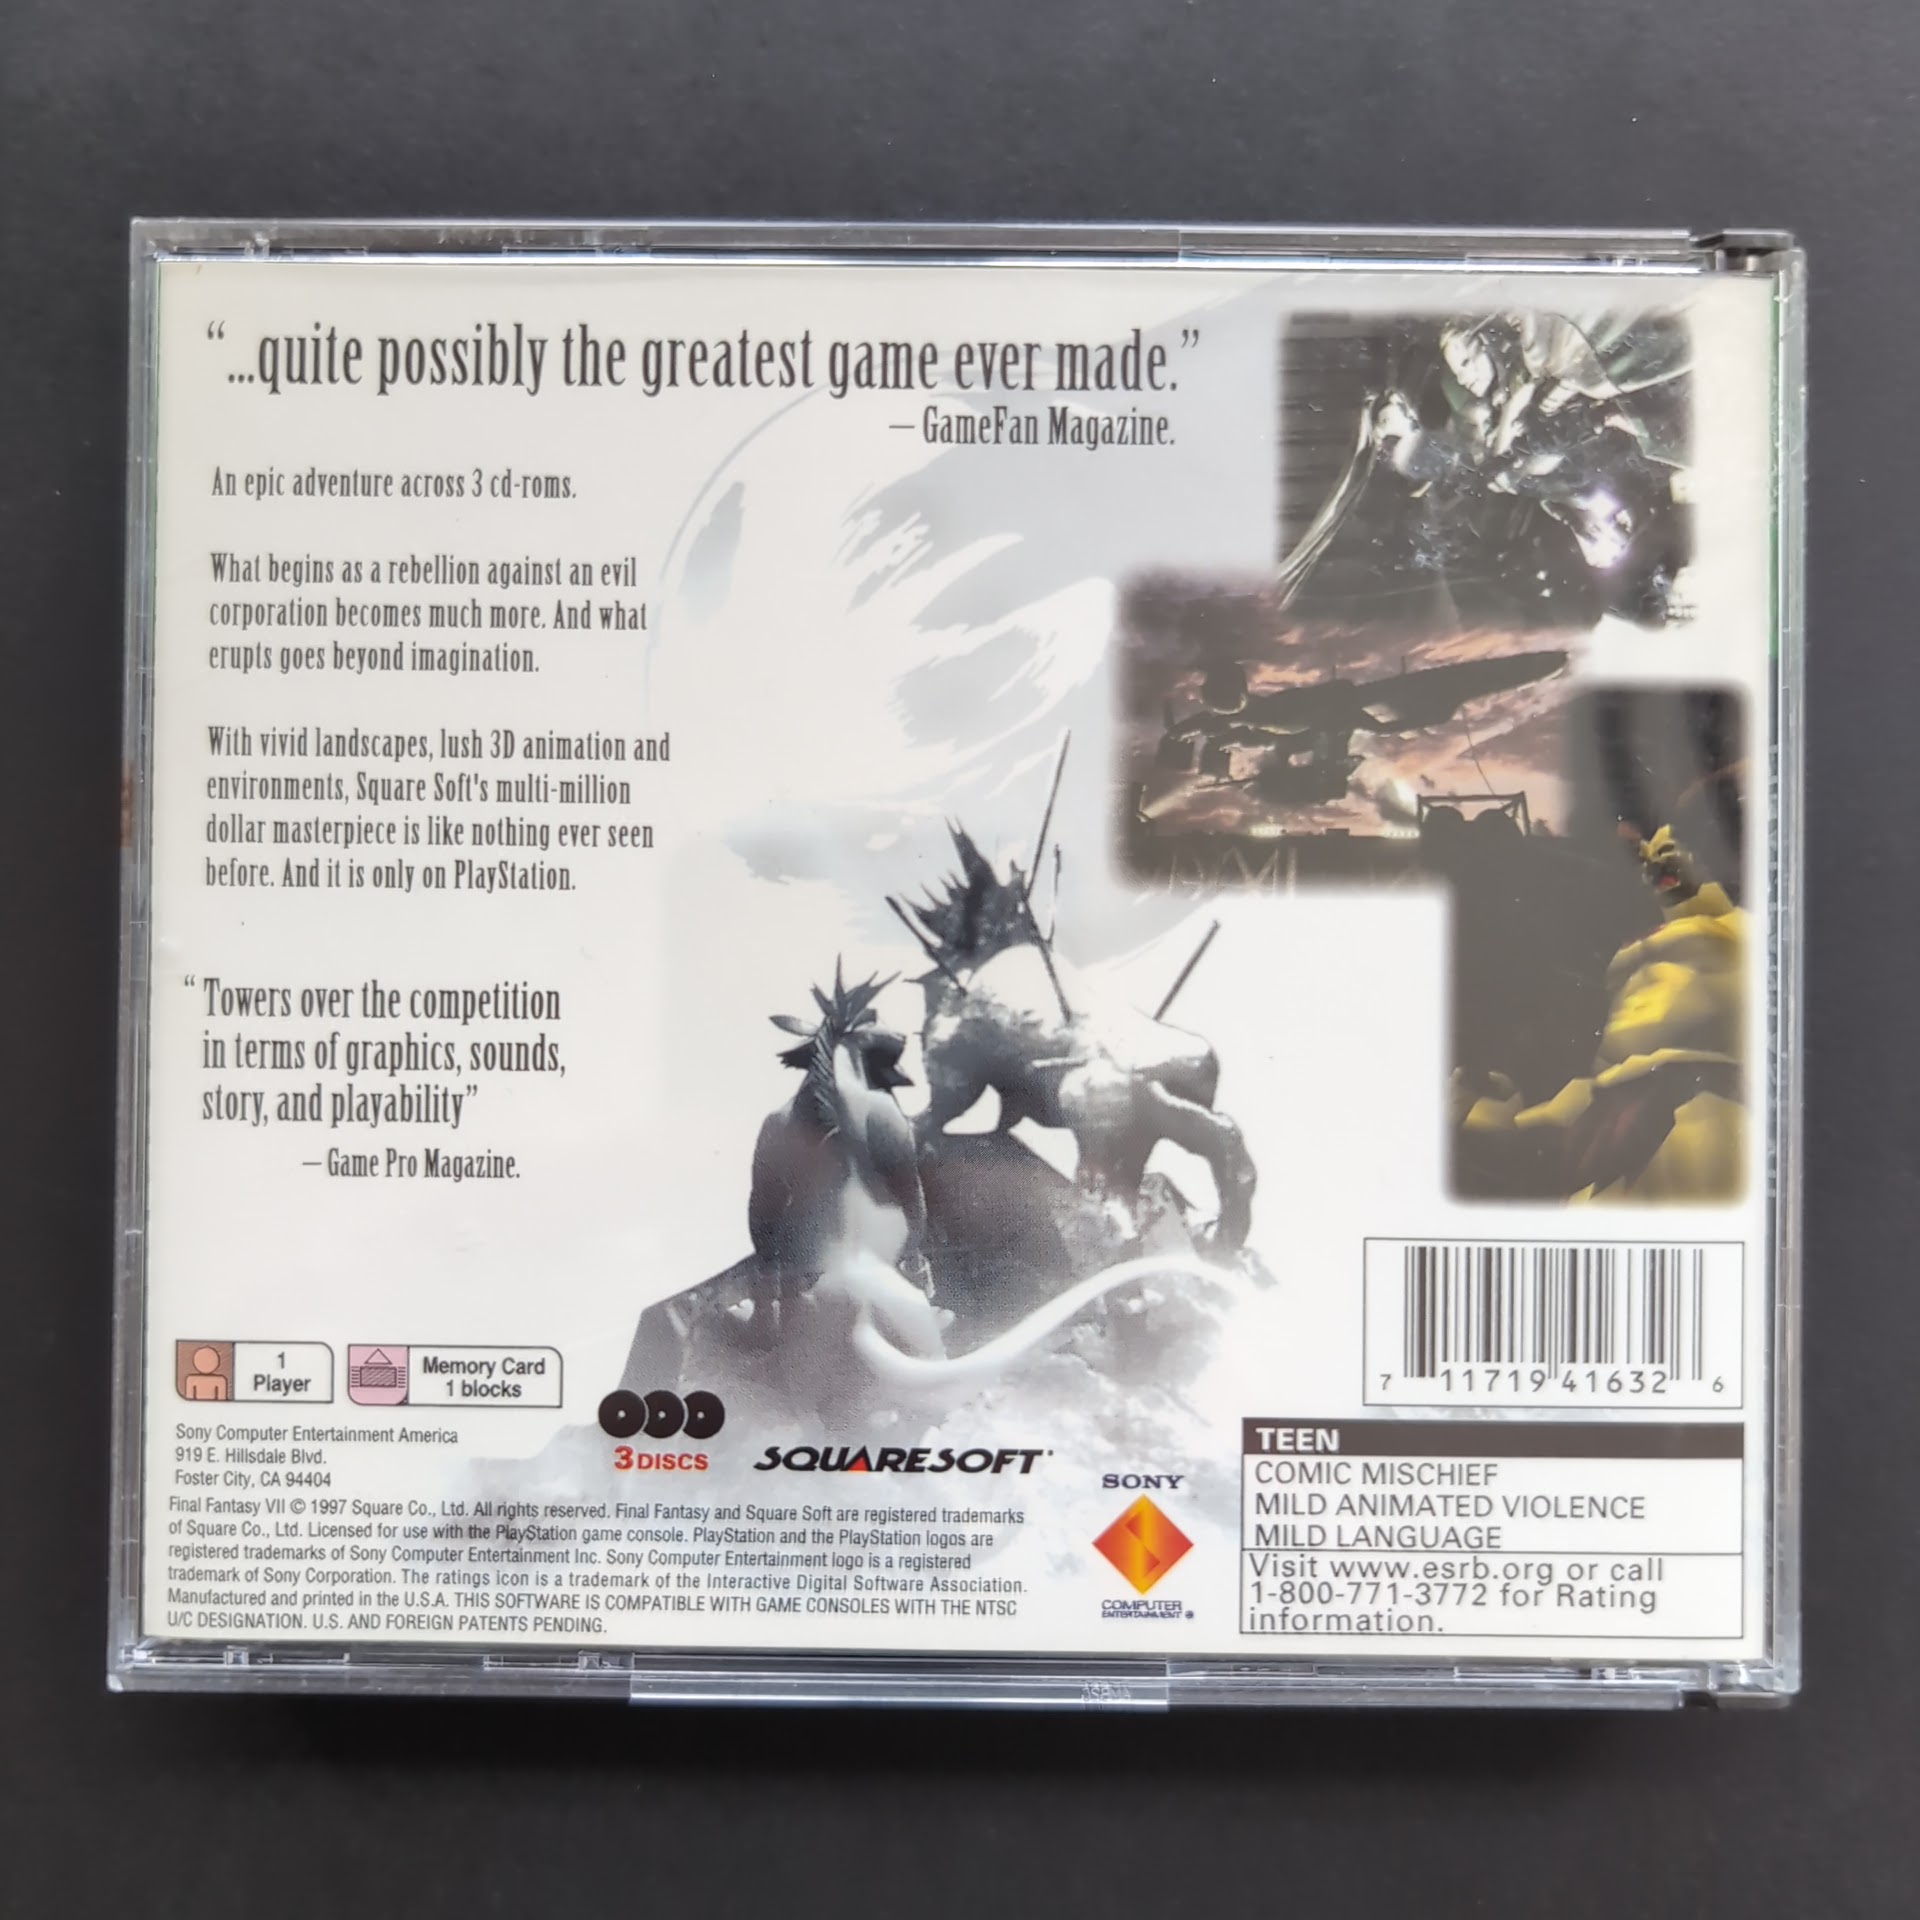 “...quite possibly the greatest game ever made.”
– GameFan Magazine.
An epic adventure across 3 cd-roms.
What begins as a rebellion against an evil
corporation becomes much more. And what
erupts goes beyond imagination.
With vivid landscapes, lush 3D animation and
environments, Square Soft's multi-million
dollar masterpiece is like nothing ever seen
before. And it is only on PlayStation.
“Towers over the competition
in terms of graphics, sounds,
story, and playability”
– Game Pro Magazine.
1
Player
Memory Card
1 blocks
Sony Computer Entertainment America
919 E. Hillsdale Blvd.
Foster City, CA 94404
3 DISCS
SQUARESOFT
Final Fantasy VII © 1997 Square Co., Ltd. All rights reserved. Final Fantasy and Square Soft are registered trademarks
of Square Co., Ltd. Licensed for use with the PlayStation game console. PlayStation and the PlayStation logos are
registered trademarks of Sony Computer Entertainment Inc. Sony Computer Entertainment logo is a registered
trademark of Sony Corporation. The ratings icon is a trademark of the Interactive Digital Software Association.
Manufactured and printed in the U.S.A. THIS SOFTWARE IS COMPATIBLE WITH GAME CONSOLES WITH THE NTSC
U/C DESIGNATION. U.S. AND FOREIGN PATENTS PENDING.
SONY
COMPUTER
ENTERTAINMENT ®
7 11719 41632 6
TEEN
COMIC MISCHIEF
MILD ANIMATED VIOLENCE
MILD LANGUAGE
Visit www.esrb.org or call
1-800-771-3772 for Rating
information.